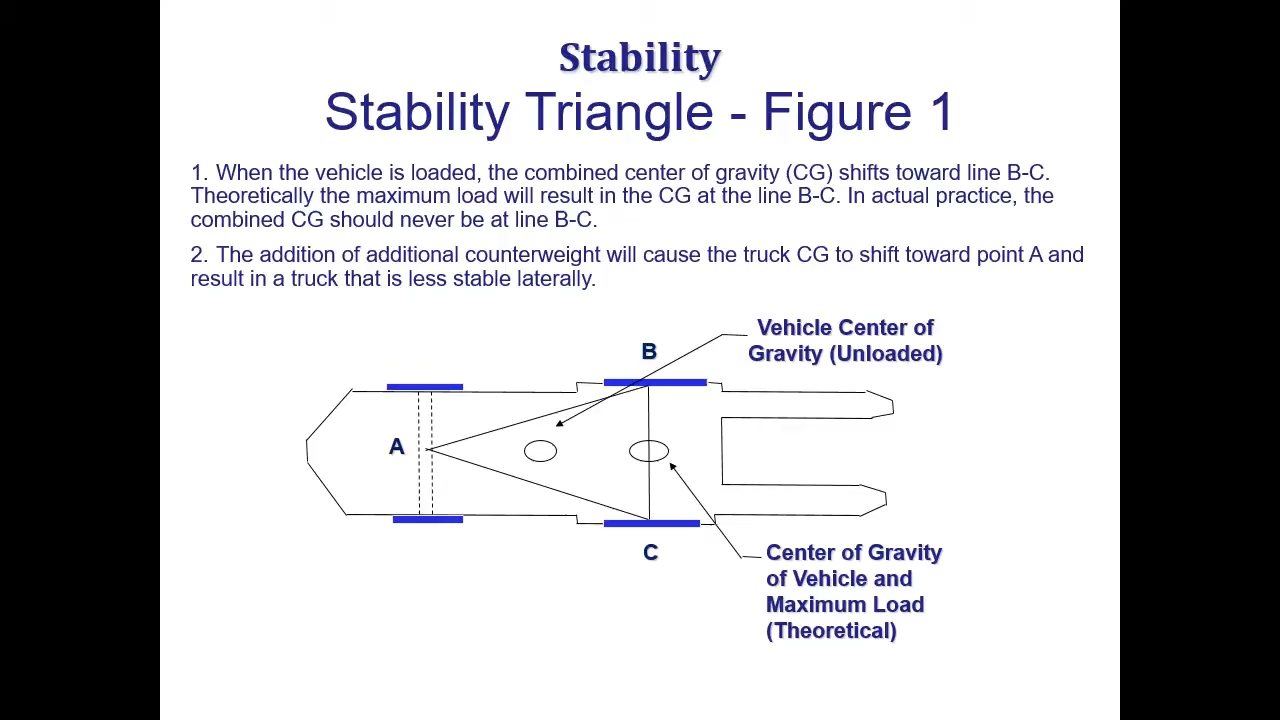 Stability
Stability Triangle - Figure 1
1. When the vehicle is loaded, the combined center of gravity (CG) shifts toward line B-C.
Theoretically the maximum load will result in the CG at the line B-C. In actual practice, the
combined CG should never be at line B-C.
2. The addition of additional counterweight will cause the truck CG to shift toward point A and
result in a truck that is less stable laterally.
Vehicle Center of
Gravity (Unloaded)
B
A
C
Center of Gravity
of Vehicle and
Maximum Load
(Theoretical)